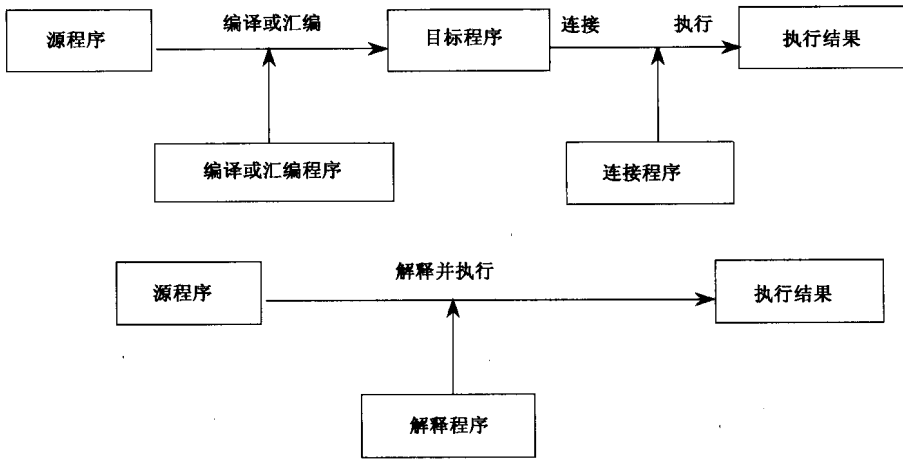 编译或汇编
连接
执行
源程序
目标程序
执行结果
编译或汇编程序
连接程序
解释并执行
源程序
执行结果
解释程序